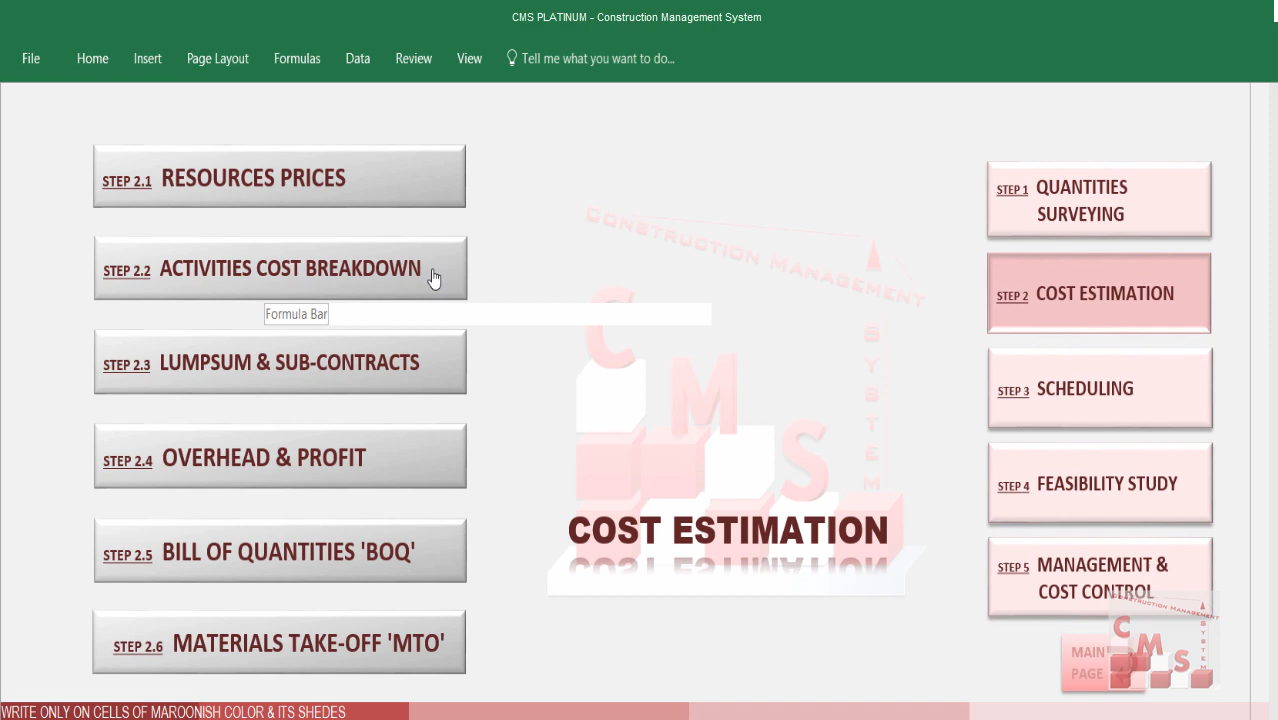 CMS PLATINUM - Construction Management System
File Home Insert Page Layout Formulas Data Review View Tell me what you want to do...
STEP 2.1 RESOURCES PRICES
STEP 2.2 ACTIVITIES COST BREAKDOWN
Formula Bar
STEP 2.3 LUMPSUM & SUB-CONTRACTS
STEP 2.4 OVERHEAD & PROFIT
STEP 2.5 BILL OF QUANTITIES 'BOQ'
STEP 2.6 MATERIALS TAKE-OFF 'MTO'
CONSTRUCTION MANAGEMENT
SYSTEM
CMS
COST ESTIMATION
STEP 1 QUANTITIES
SURVEYING
STEP 2 COST ESTIMATION
STEP 3 SCHEDULING
STEP 4 FEASIBILITY STUDY
STEP 5 MANAGEMENT &
COST CONTROL
MAIN
PAGE
CONSTRUCTION MANAGEMENT
SYSTEM
CMS
WRITE ONLY ON CELLS OF MAROONISH COLOR & ITS SHEDES